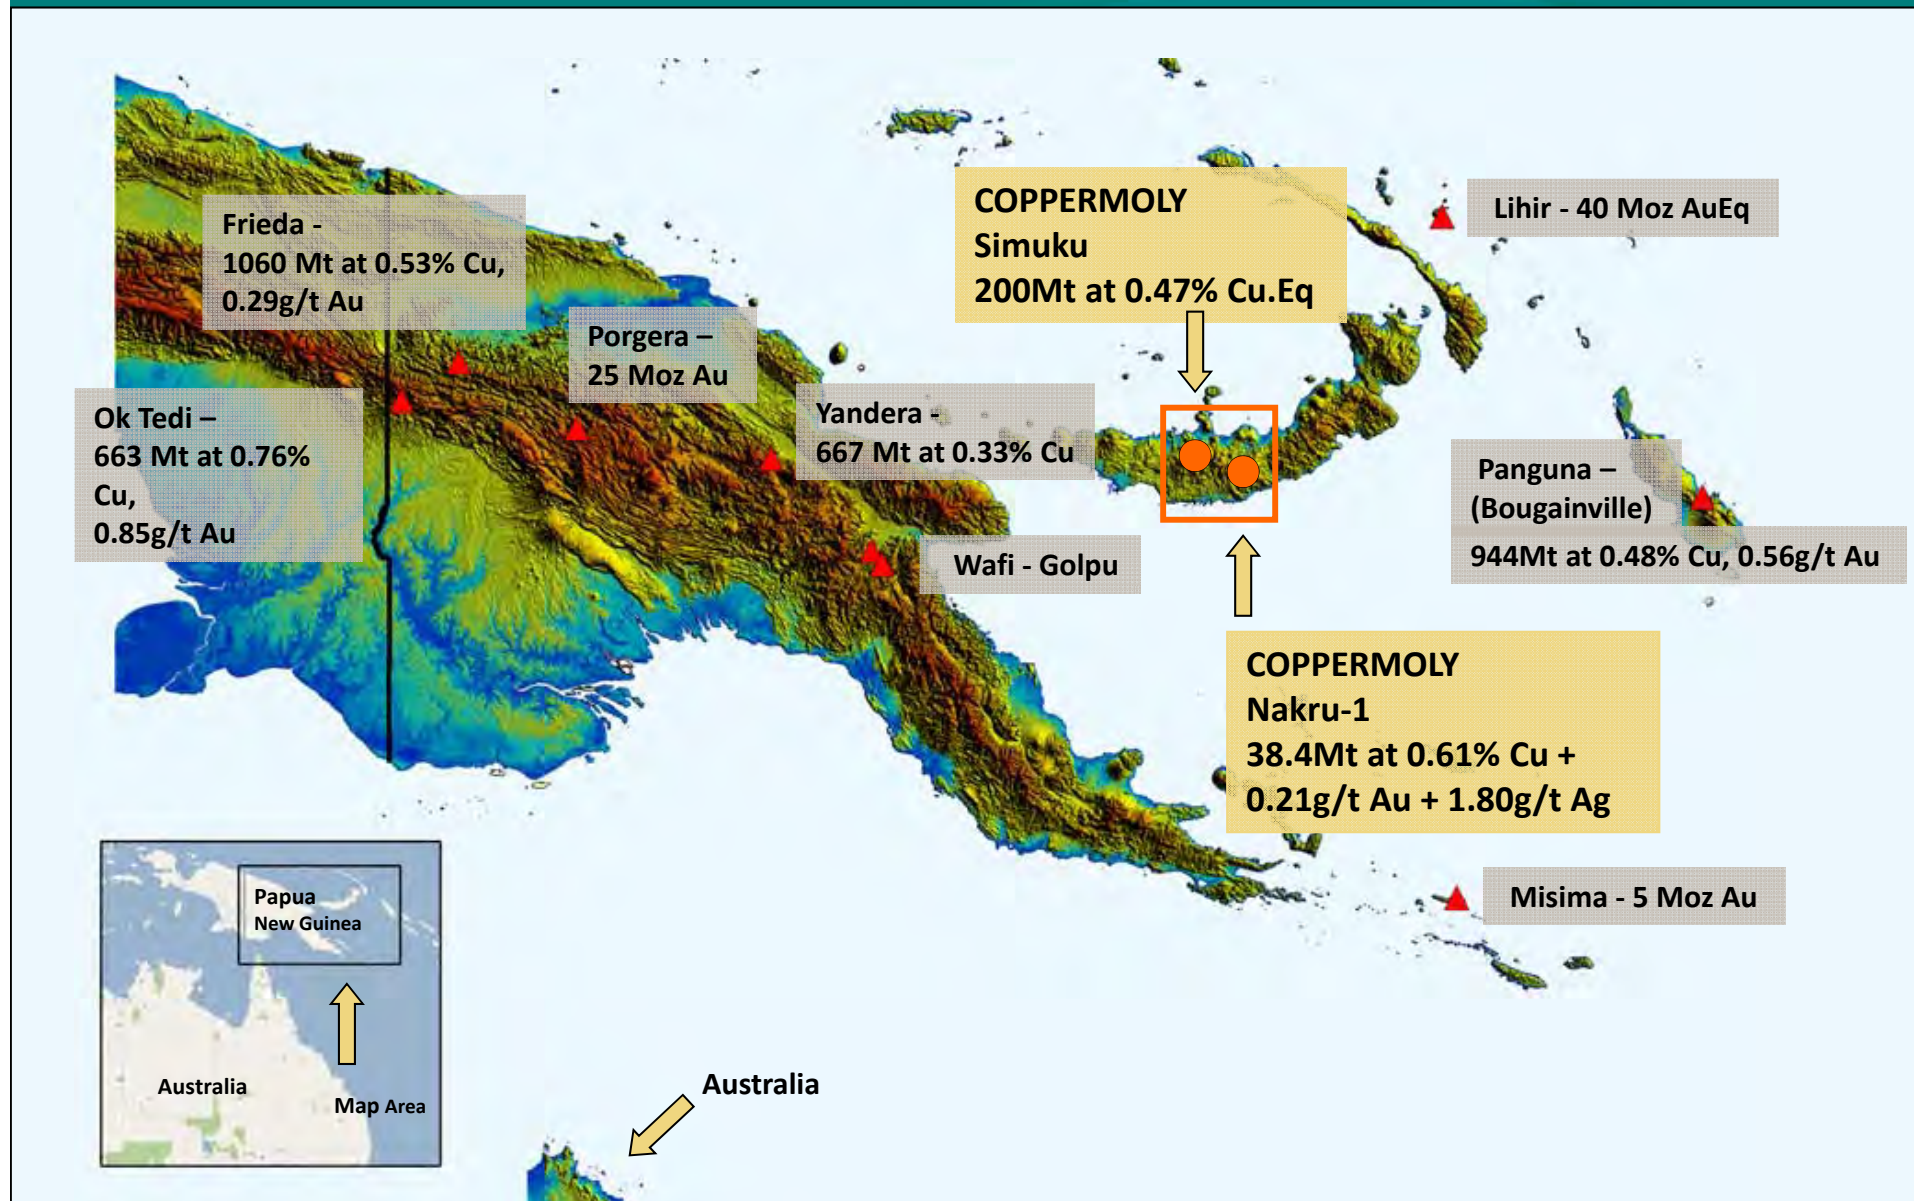 Frieda -
1060 Mt at 0.53% Cu,
0.29g/t Au
COPPERMOLY
Simuku
200Mt at 0.47% Cu.Eq
Lihir - 40 Moz AuEq
Porgera –
25 Moz Au
Ok Tedi –
663 Mt at 0.76%
Cu,
0.85g/t Au
Yandera -
667 Mt at 0.33% Cu
Panguna –
(Bougainville)
944Mt at 0.48% Cu, 0.56g/t Au
Wafi - Golpu
COPPERMOLY
Nakru-1
38.4Mt at 0.61% Cu +
0.21g/t Au + 1.80g/t Ag
Misima - 5 Moz Au
Papua
New Guinea
Australia
Map Area
Australia